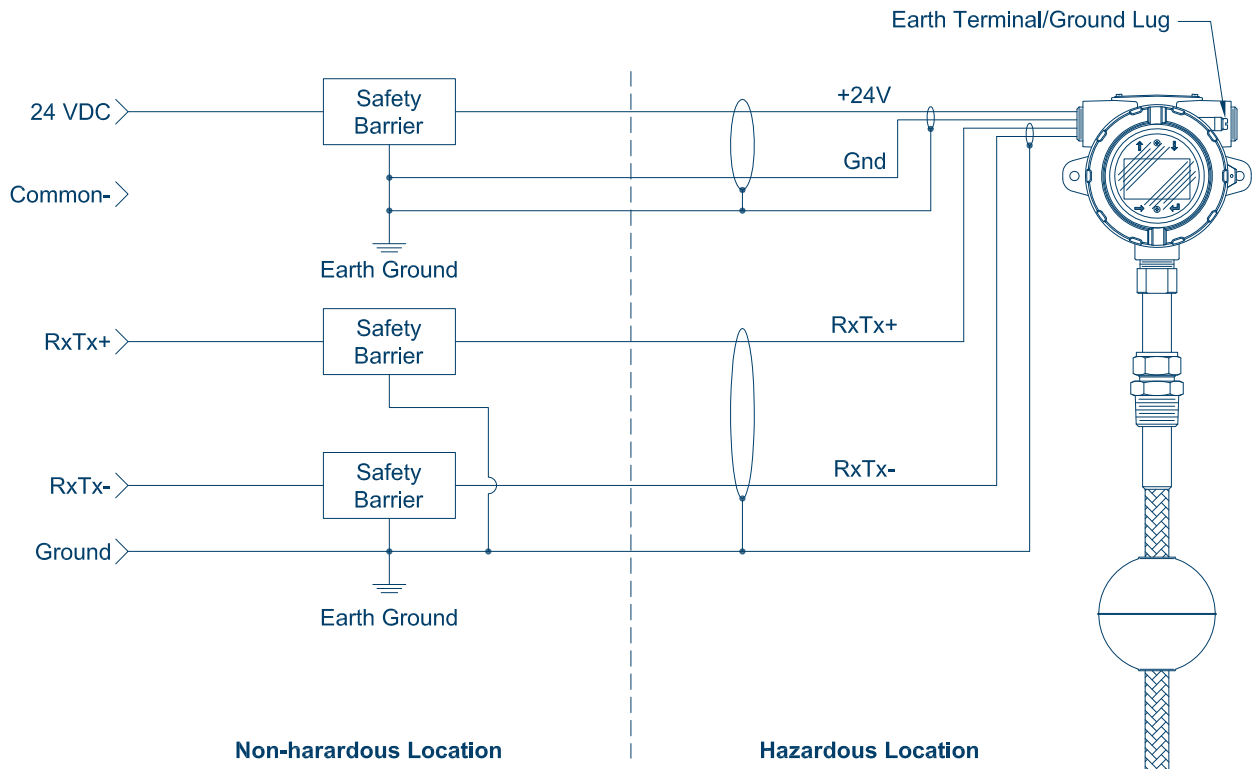 Earth Terminal/Ground Lug
24 VDC
Safety
Barrier
+24V
Common-
Gnd
Earth Ground
RxTx+
Safety
Barrier
RxTx+
RxTx-
Safety
Barrier
RxTx-
Ground
Earth Ground
Non-harardous Location
Hazardous Location